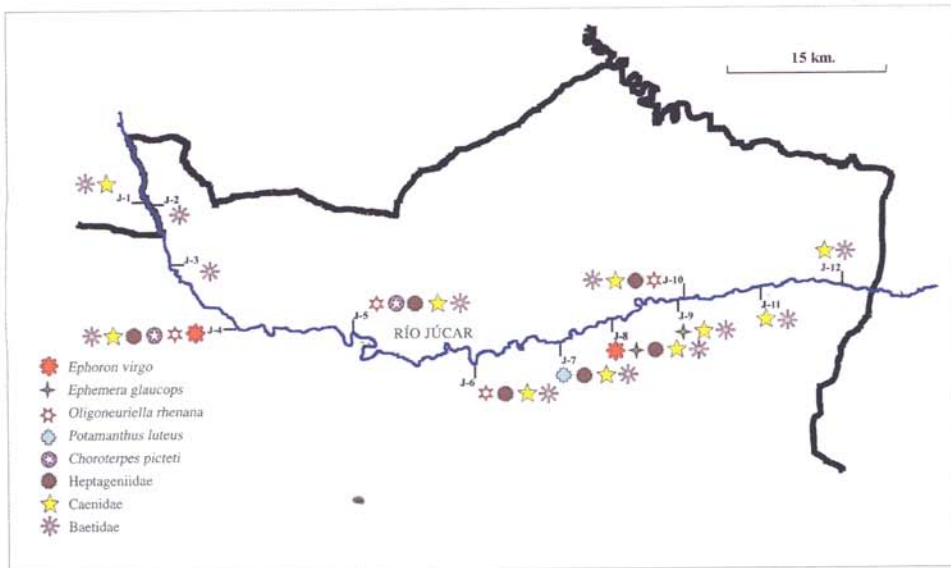 15 km.
J-1
J-2
J-3
J-4
J-5
RÍO JÚCAR
J-6
J-7
J-8
J-9
J-10
J-11
J-12
Ephoron virgo
Ephemera glaucops
Oligoneuriella rhenana
Potamanthus luteus
Choroterpes picteti
Heptageniidae
Caenidae
Baetidae